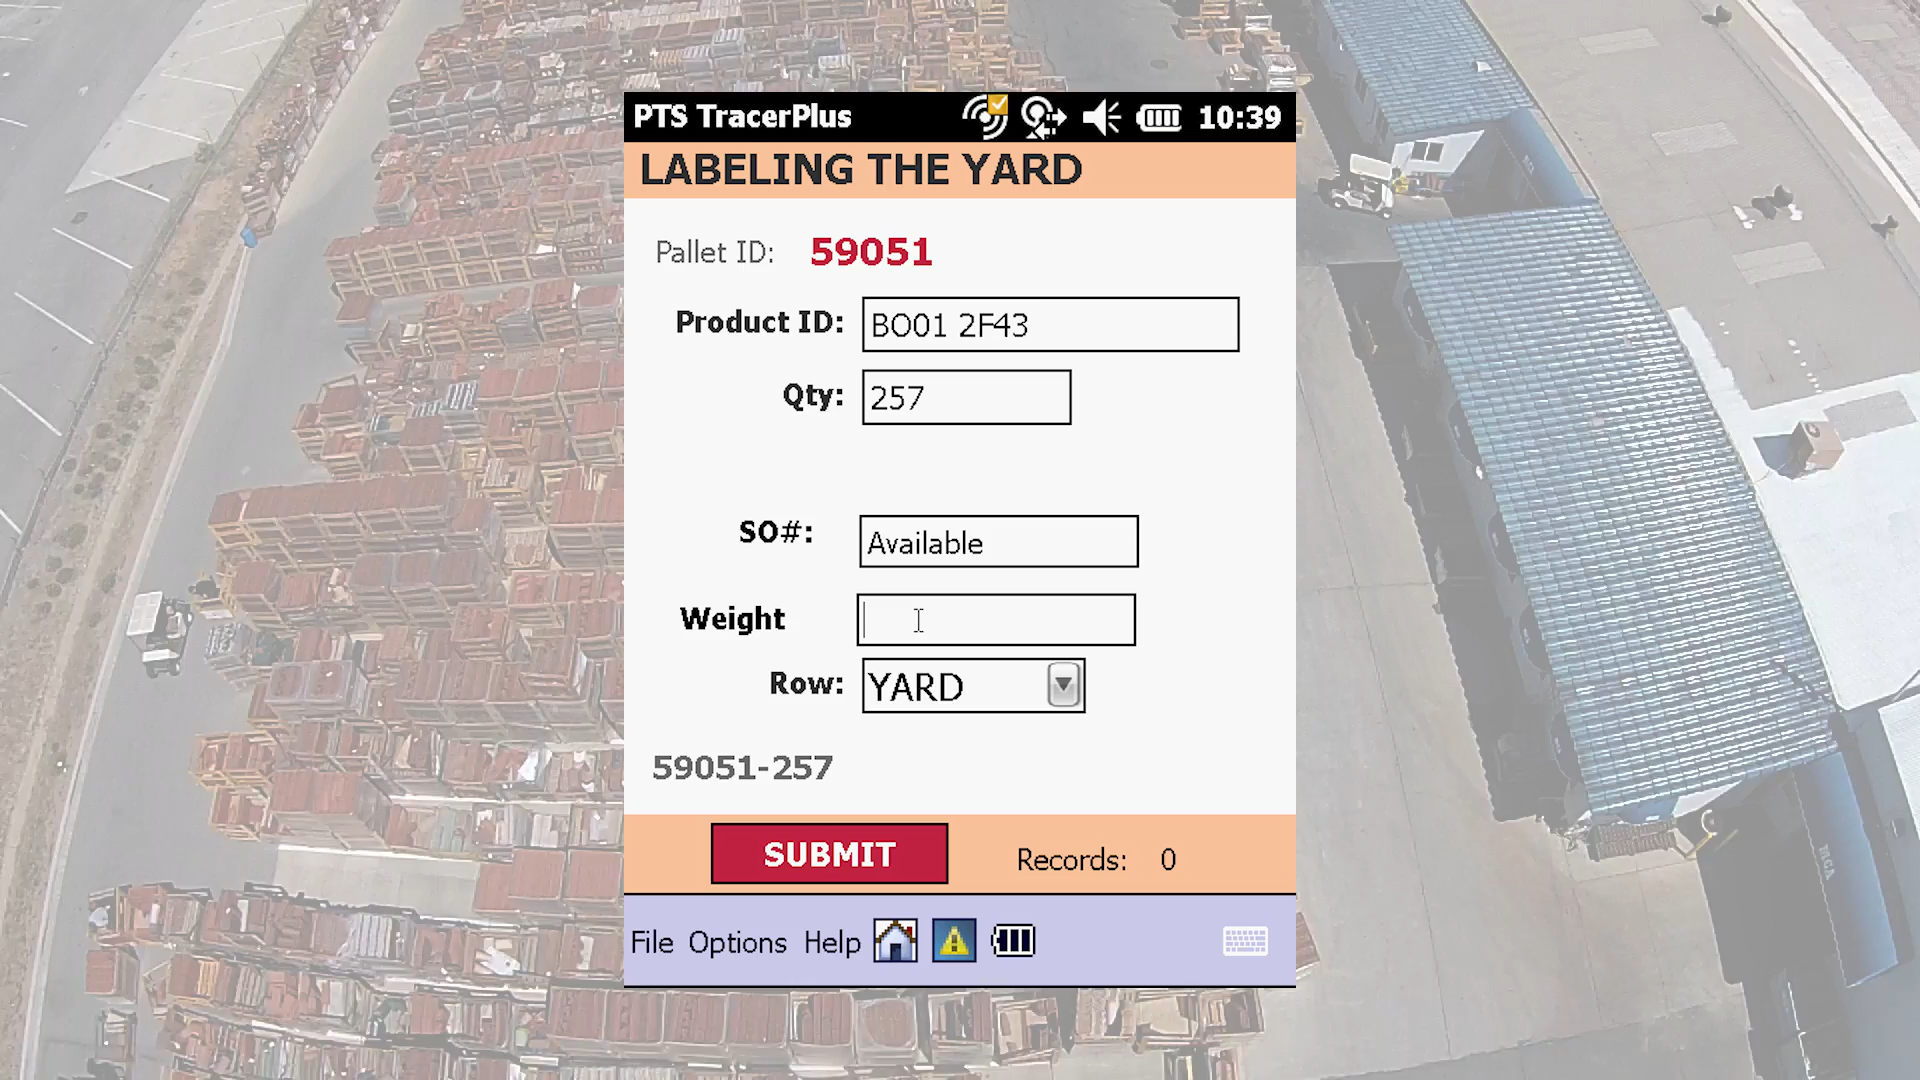 PTS TracerPlus 10:39
LABELING THE YARD
Pallet ID: 59051
Product ID: BO01 2F43
Qty: 257
SO#: Available
Weight
Row: YARD
59051-257
SUBMIT Records: 0
File Options Help